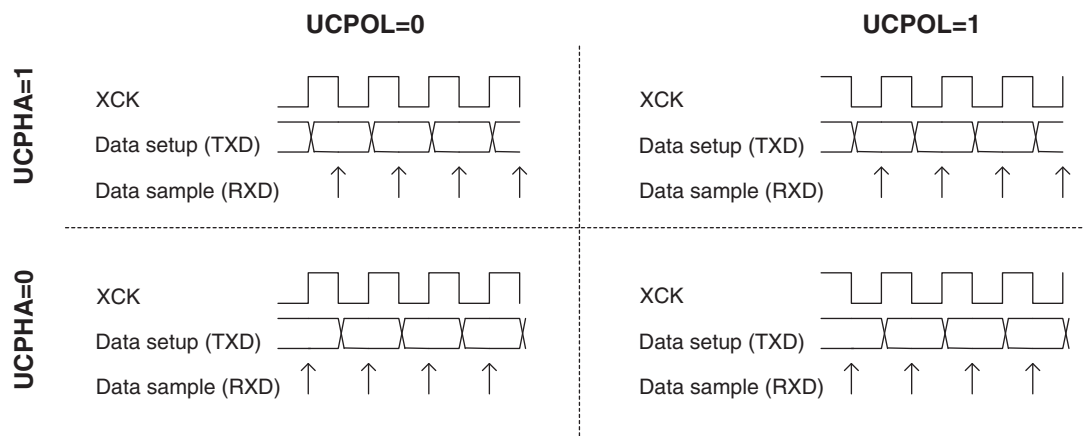 UCPOL=0
UCPOL=1
UCPHA=1
XCK
Data setup (TXD)
Data sample (RXD)
XCK
Data setup (TXD)
Data sample (RXD)
UCPHA=0
XCK
Data setup (TXD)
Data sample (RXD)
XCK
Data setup (TXD)
Data sample (RXD)